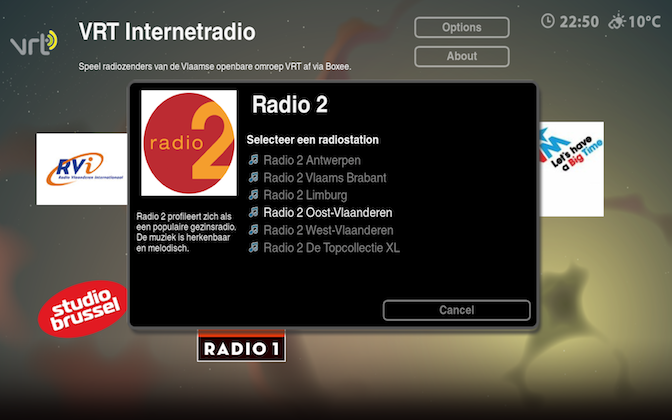 vrt
VRT Internetradio
Options
22:50
10°C
About
Speel radiozenders van de Vlaamse openbare omroep VRT af via Boxee.
radio 2
Radio 2
Selecteer een radiostation
Radio 2 Antwerpen
Radio 2 Vlaams Brabant
Radio 2 Limburg
Radio 2 Oost-Vlaanderen
Radio 2 West-Vlaanderen
Radio 2 De Topcollectie XL
Radio 2 profileert zich als
een populaire gezinsradio.
De muziek is herkenbaar
en melodisch.
Cancel
RVi
Radio Vlaanderen Internationaal
M
Let's have
a Big Time
studio
brussel
RADIO 1